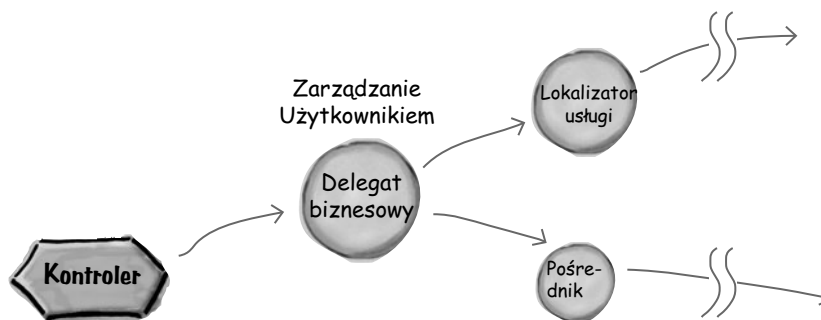 Zarządzanie
Użytkownikiem
Lokalizator
usługi
Delegat
biznesowy
Kontroler
Pośre-
dnik